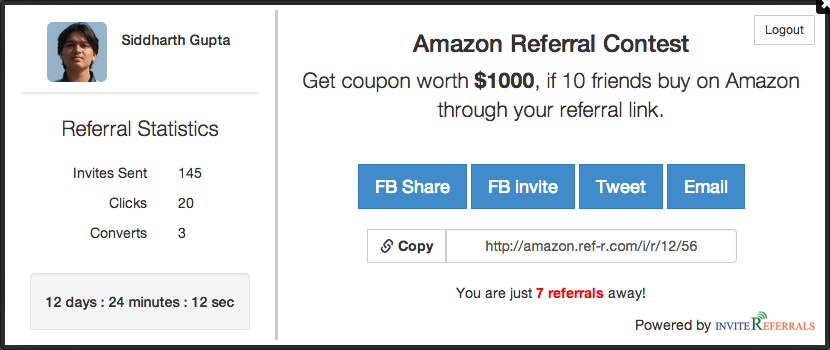 Siddharth Gupta
Referral Statistics
Invites Sent 145
Clicks 20
Converts 3
12 days : 24 minutes : 12 sec
Logout
Amazon Referral Contest
Get coupon worth $1000, if 10 friends buy on Amazon
through your referral link.
FB Share FB invite Tweet Email
Copy http://amazon.ref-r.com/i/r/12/56
You are just 7 referrals away!
Powered by INVITEREFERRALS